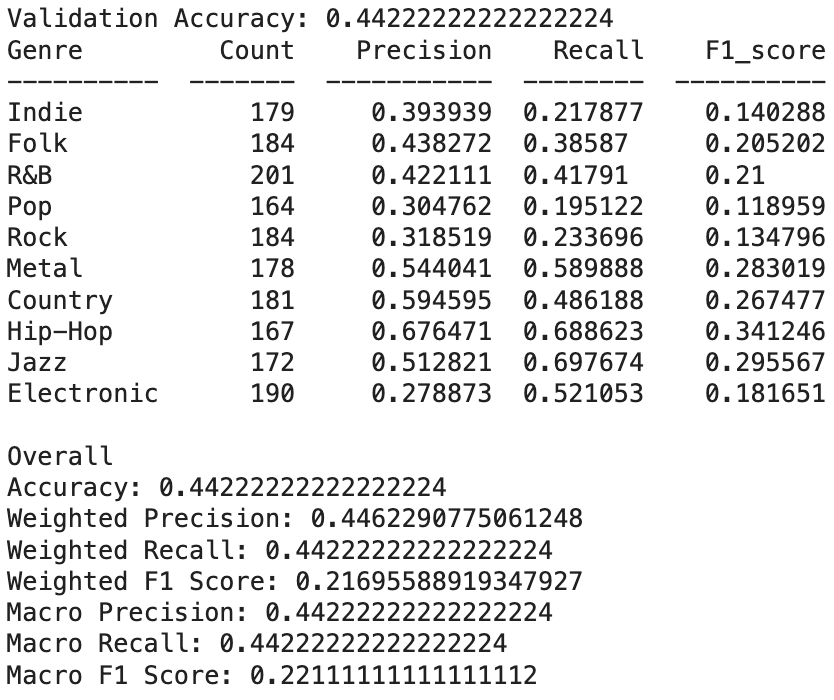 Validation Accuracy: 0.44222222222222224
Genre Count Precision Recall F1_score
---------- ------- ----------- -------- ----------
Indie 179 0.393939 0.217877 0.140288
Folk 184 0.438272 0.38587 0.205202
R&B 201 0.422111 0.41791 0.21
Pop 164 0.304762 0.195122 0.118959
Rock 184 0.318519 0.233696 0.134796
Metal 178 0.544041 0.589888 0.283019
Country 181 0.594595 0.486188 0.267477
Hip-Hop 167 0.676471 0.688623 0.341246
Jazz 172 0.512821 0.697674 0.295567
Electronic 190 0.278873 0.521053 0.181651
Overall
Accuracy: 0.44222222222222224
Weighted Precision: 0.4462290775061248
Weighted Recall: 0.44222222222222224
Weighted F1 Score: 0.21695588919347927
Macro Precision: 0.44222222222222224
Macro Recall: 0.44222222222222224
Macro F1 Score: 0.22111111111111112